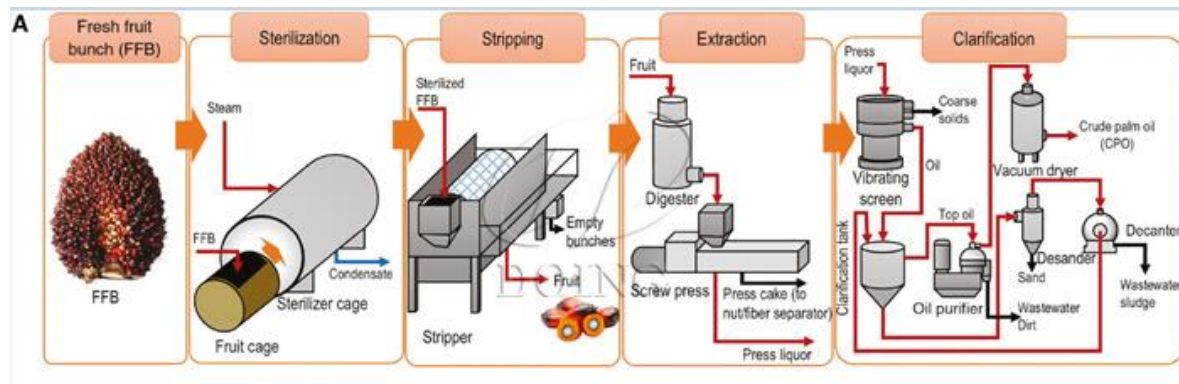 A
Fresh fruit
bunch (FFB)
FFB
Sterilization
Steam
FFB
Condensate
Sterilizer cage
Fruit cage
Stripping
Sterilized
FFB
Empty
bunches
Fruit
Stripper
Extraction
Fruit
Digester
Screw press
Press cake (to
nut/fiber separator)
Press liquor
Clarification
Press
liquor
Coarse
solids
Vibrating
screen
Oil
Vacuum dryer
Crude palm oil
(CPO)
Clarification tank
Top oil
Oil purifier
Wastewater
Dirt
Sand
Desander
Decanter
Wastewater
sludge
DOING